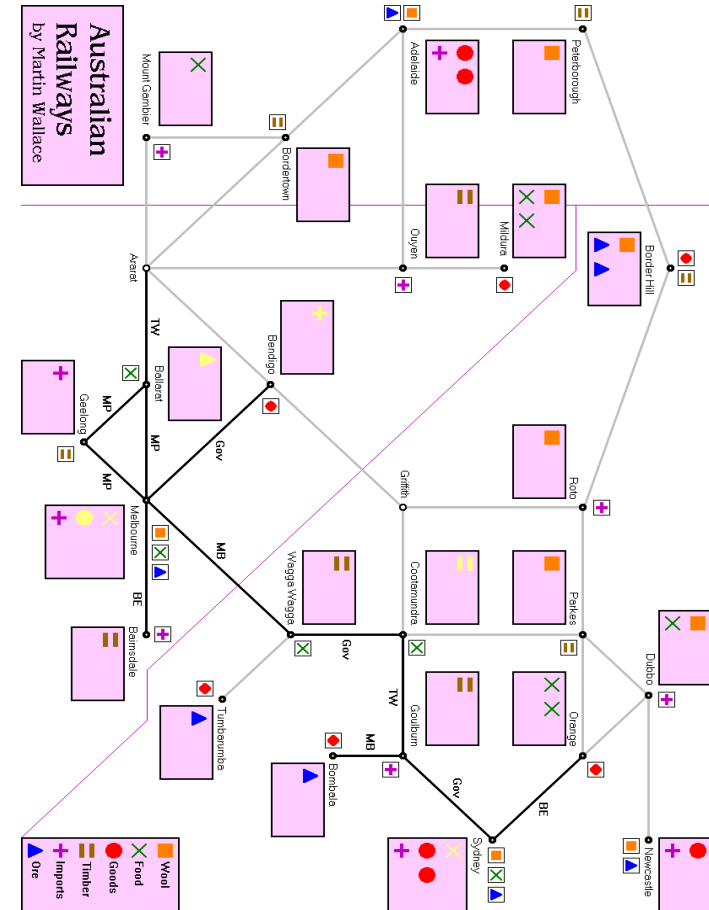 Australian
Railways
by Martin Wallace
Mount Gambier
Adelaide
Peterborough
Bordertown
Ararat
Ouyen
Mildura
Border Hill
Bendigo
TW
Ballarat
Geelong
MP
MP
MP
Gov
Griffith
Roto
Melbourne
MB
BE
Bairnsdale
Wagga Wagga
Cootamundra
Parkes
Dubbo
Gov
TW
Tumbarumba
Goulburn
Orange
MB
Bombala
Gov
BE
Sydney
Newcastle
Wool
Food
Goods
Timber
Imports
Ore